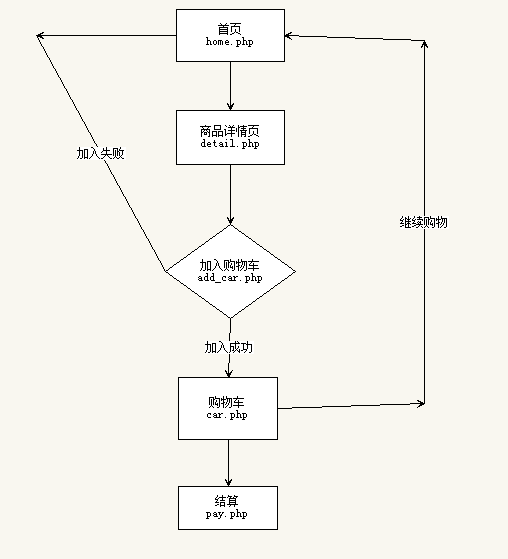 首页
home.php
商品详情页
detail.php
加入失败
继续购物
加入购物车
add_car.php
加入成功
购物车
car.php
结算
pay.php